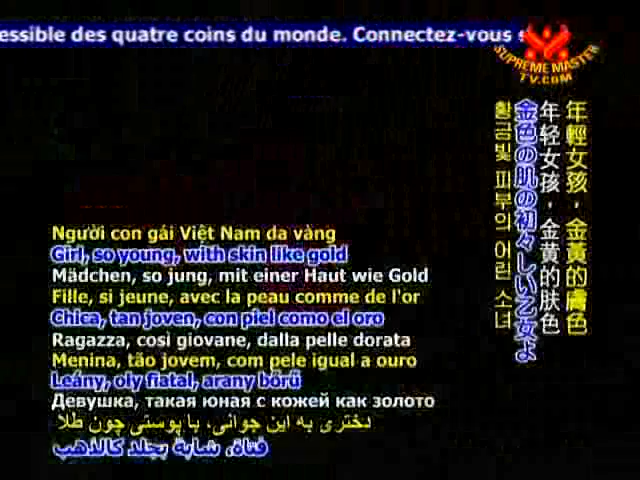 essible des quatre coins du monde. Connectez-vous s
SUPREME MASTER
TV.COM
年輕女孩，金黃的膚色
年轻女孩，金黄的肤色
金色の肌の初々しい乙女よ
황금빛 피부의 어린 소녀
Người con gái Việt Nam da vàng
Girl, so young, with skin like gold
Mädchen, so jung, mit einer Haut wie Gold
Fille, si jeune, avec la peau comme de l'or
Chica, tan joven, con piel como el oro
Ragazza, cosi giovane, dalla pelle dorata
Menina, tão jovem, com pele igual a ouro
Leány, oly fiatal, arany bőrű
Девушка, такая юная с кожей как золото
دختری به این جوانی، با پوستی چون طلا
فتاة، شابة بجلد كالذهب